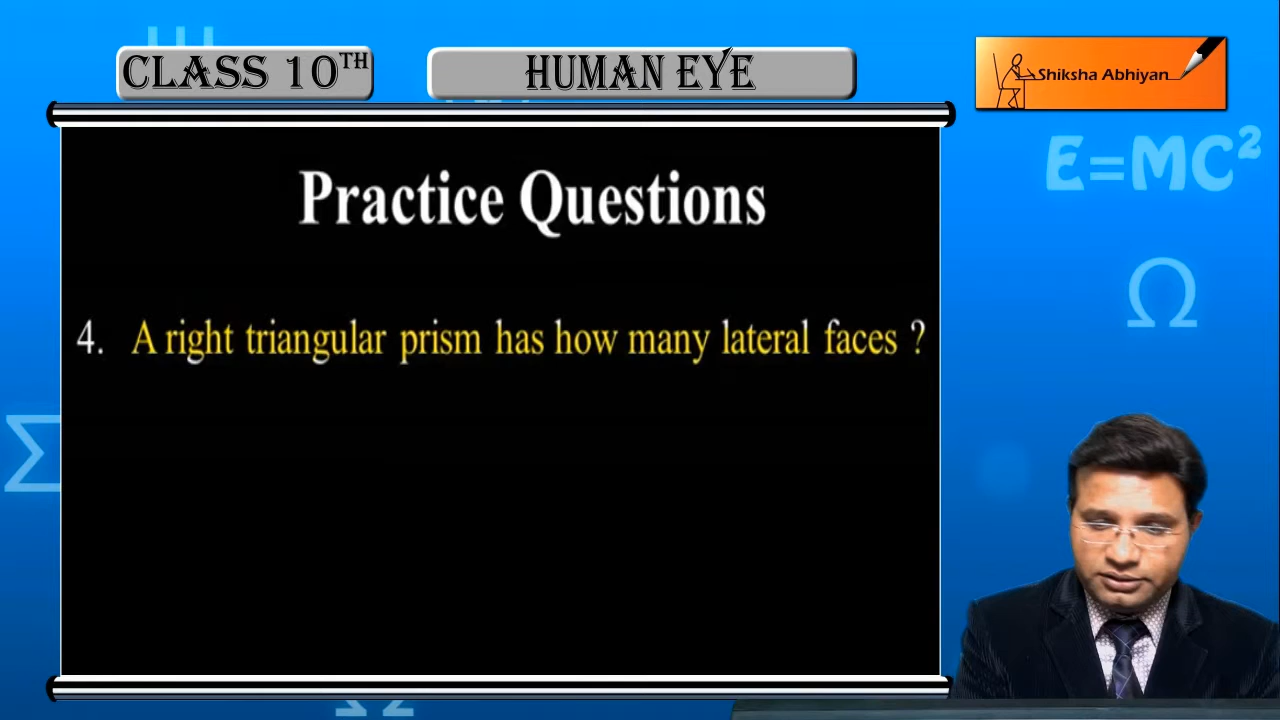 CLASS 10TH
HUMAN EYE
Shiksha Abhiyan
E=MC²
Ω
Practice Questions
4. A right triangular prism has how many lateral faces ?
Σ